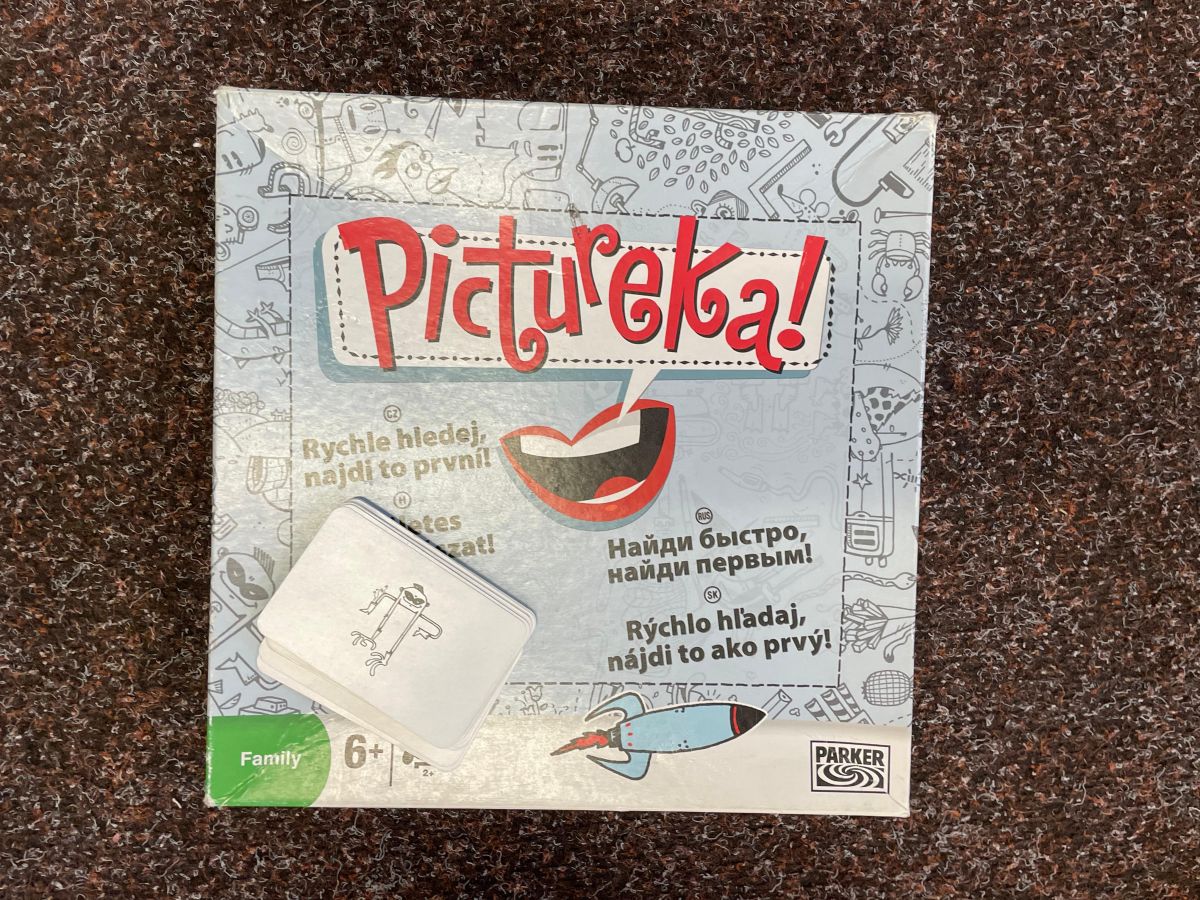 Pictureka!
CZ
Rychle hledej,
najdi to první!
H
RUS
Найди быстро,
найди первым!
SK
Rýchlo hľadaj,
nájdi to ako prvý!
Family
6+
2+
PARKER